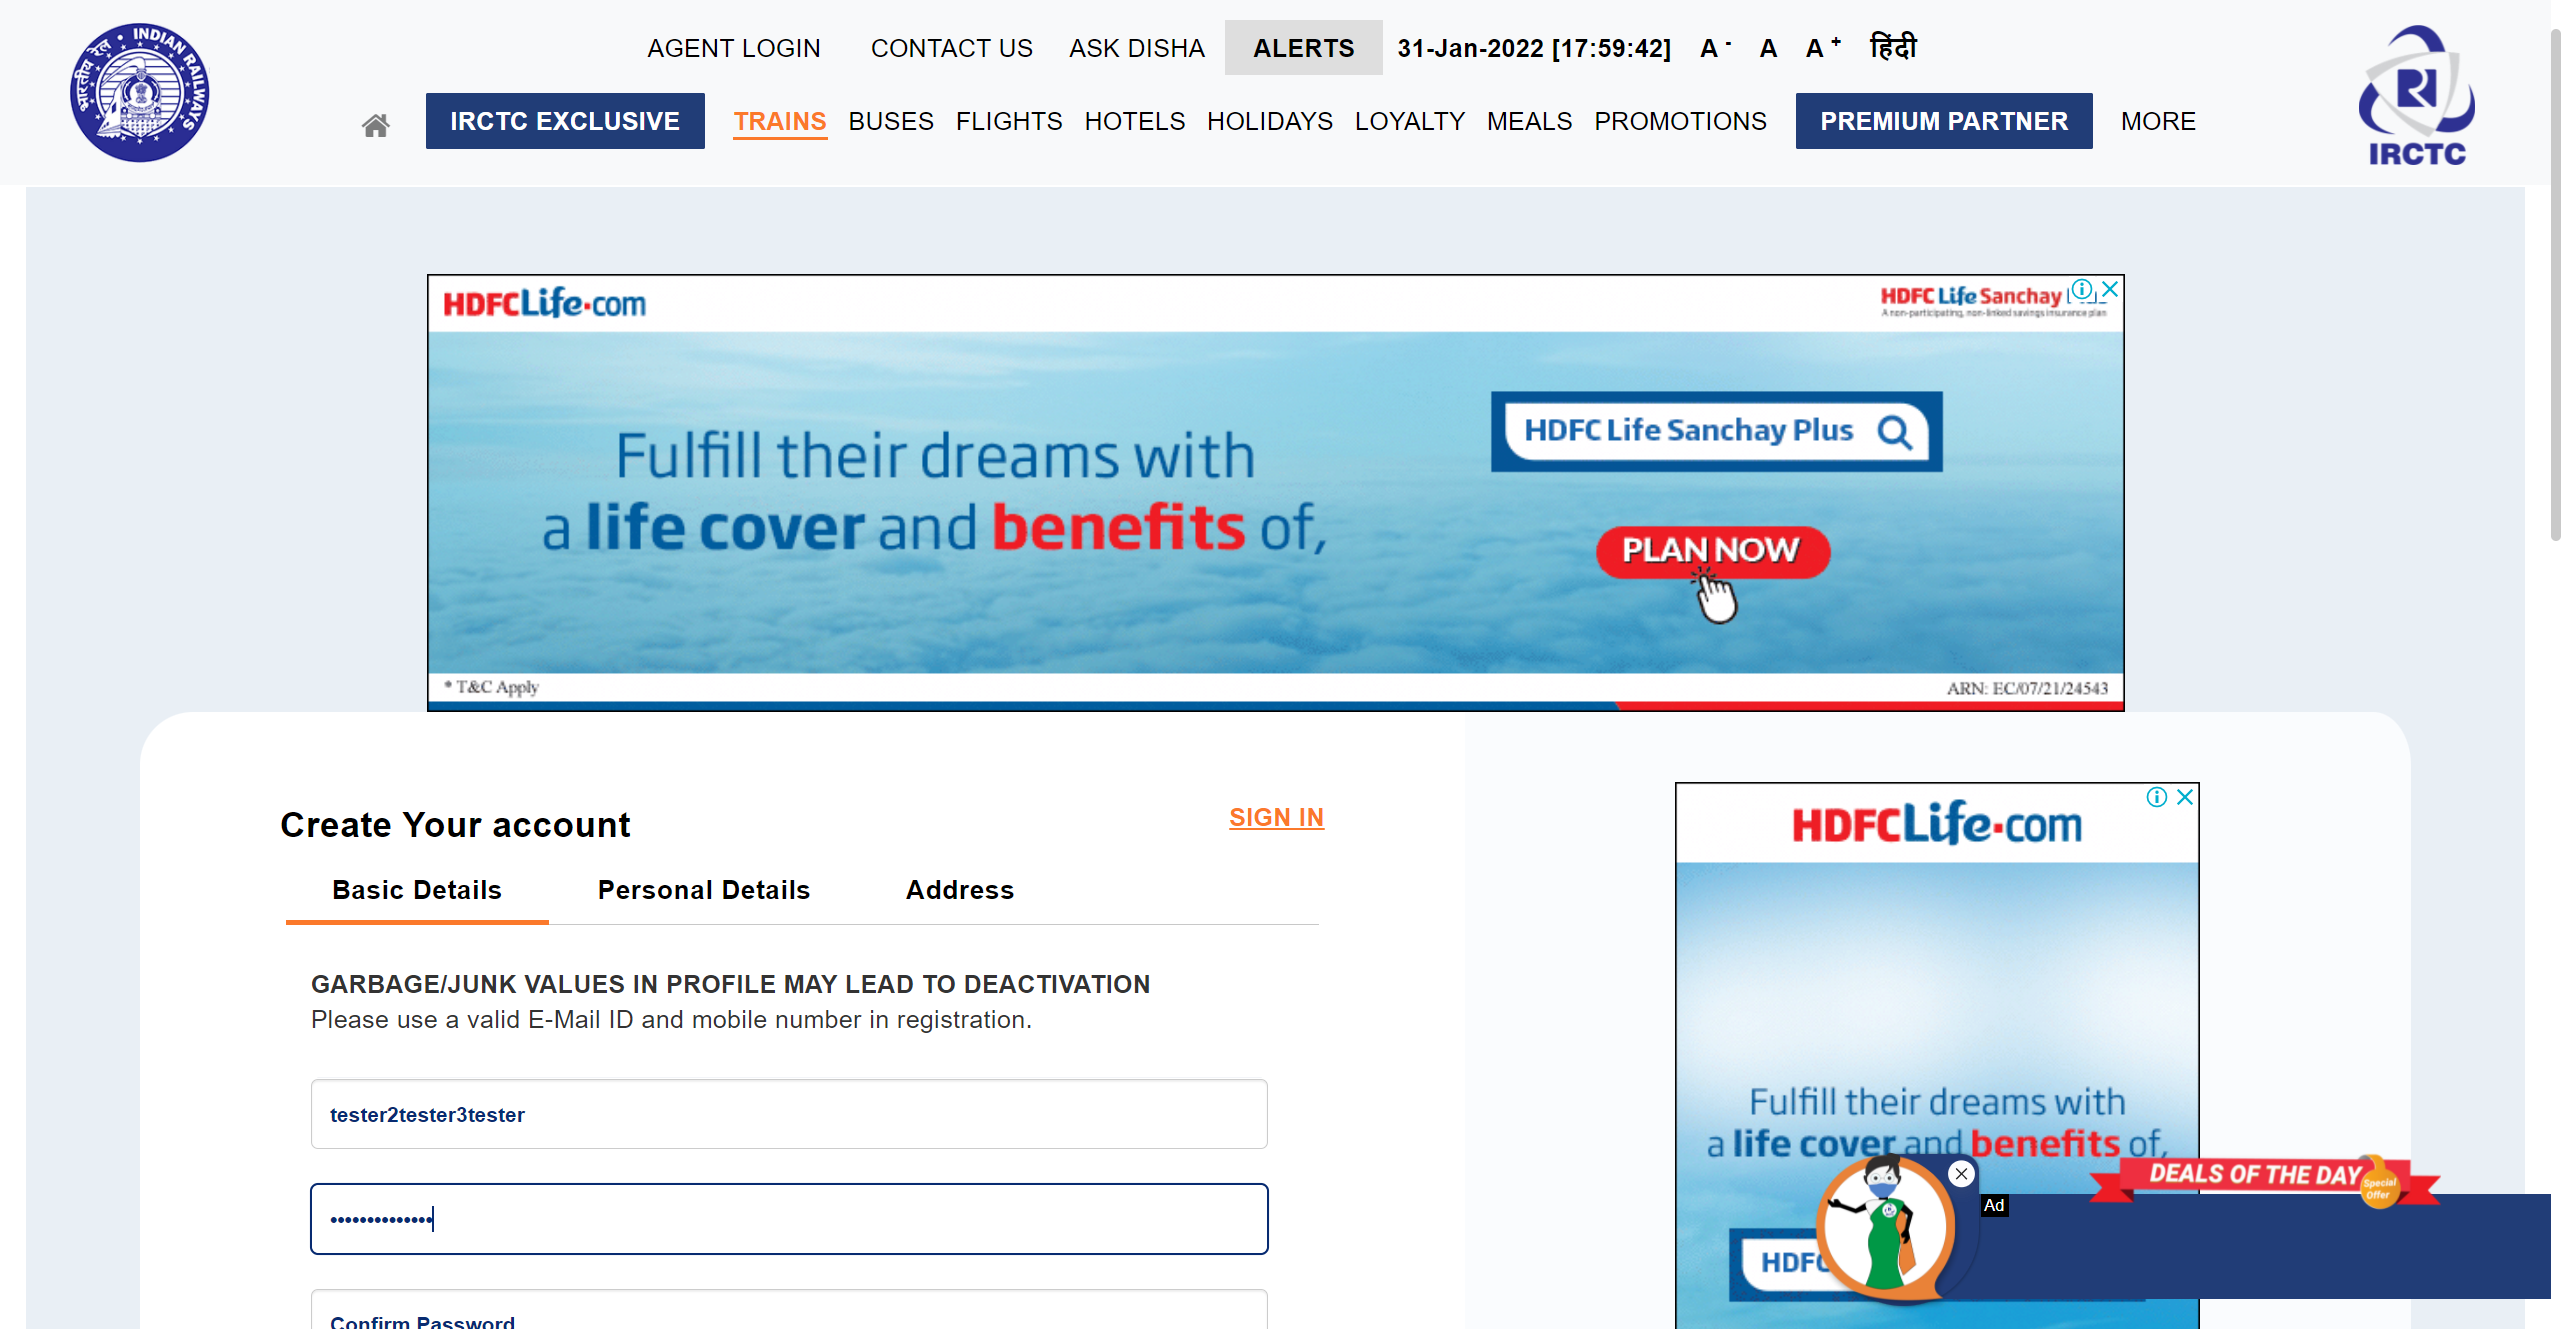 भारतीय रेल • INDIAN RAILWAYS
AGENT LOGIN CONTACT US ASK DISHA ALERTS 31-Jan-2022 [17:59:42] A - A A + हिंदी
IRCTC EXCLUSIVE TRAINS BUSES FLIGHTS HOTELS HOLIDAYS LOYALTY MEALS PROMOTIONS PREMIUM PARTNER MORE
IRCTC
HDFCLife.com
HDFC Life Sanchay
A non-participating, non-linked savings insurance plan
Fulfill their dreams with
a life cover and benefits of,
HDFC Life Sanchay Plus
PLAN NOW
* T&C Apply
ARN: EC/07/21/24543
Create Your account
SIGN IN
Basic Details Personal Details Address
GARBAGE/JUNK VALUES IN PROFILE MAY LEAD TO DEACTIVATION
Please use a valid E-Mail ID and mobile number in registration.
tester2tester3tester
••••••••••••••
Confirm Password
HDFCLife.com
Fulfill their dreams with
a life cover and benefits of,
DEALS OF THE DAY
Special
Offer
Ad
HDFC